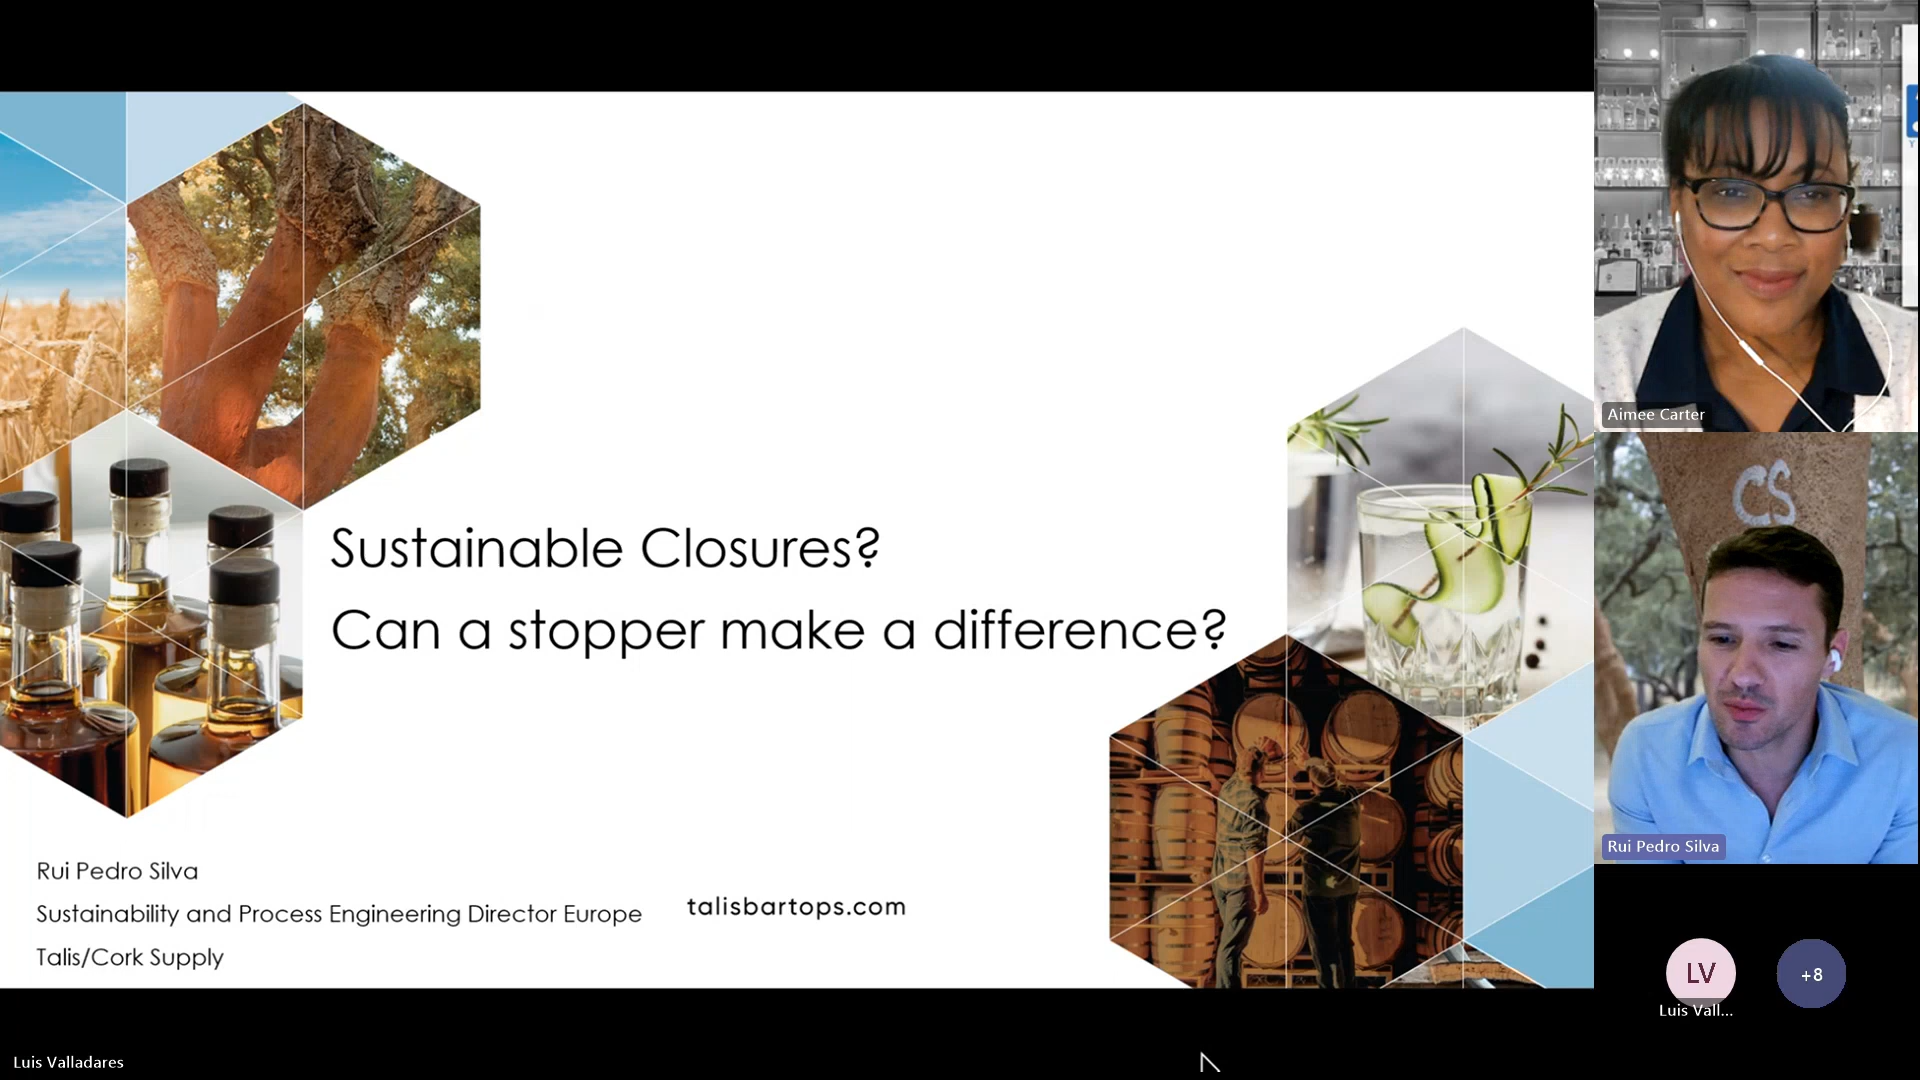 Sustainable Closures?
Can a stopper make a difference?
Rui Pedro Silva
Sustainability and Process Engineering Director Europe
Talis/Cork Supply
talisbartops.com
Aimee Carter
CS
Rui Pedro Silva
LV
+8
Luis Vall...
Luis Valladares